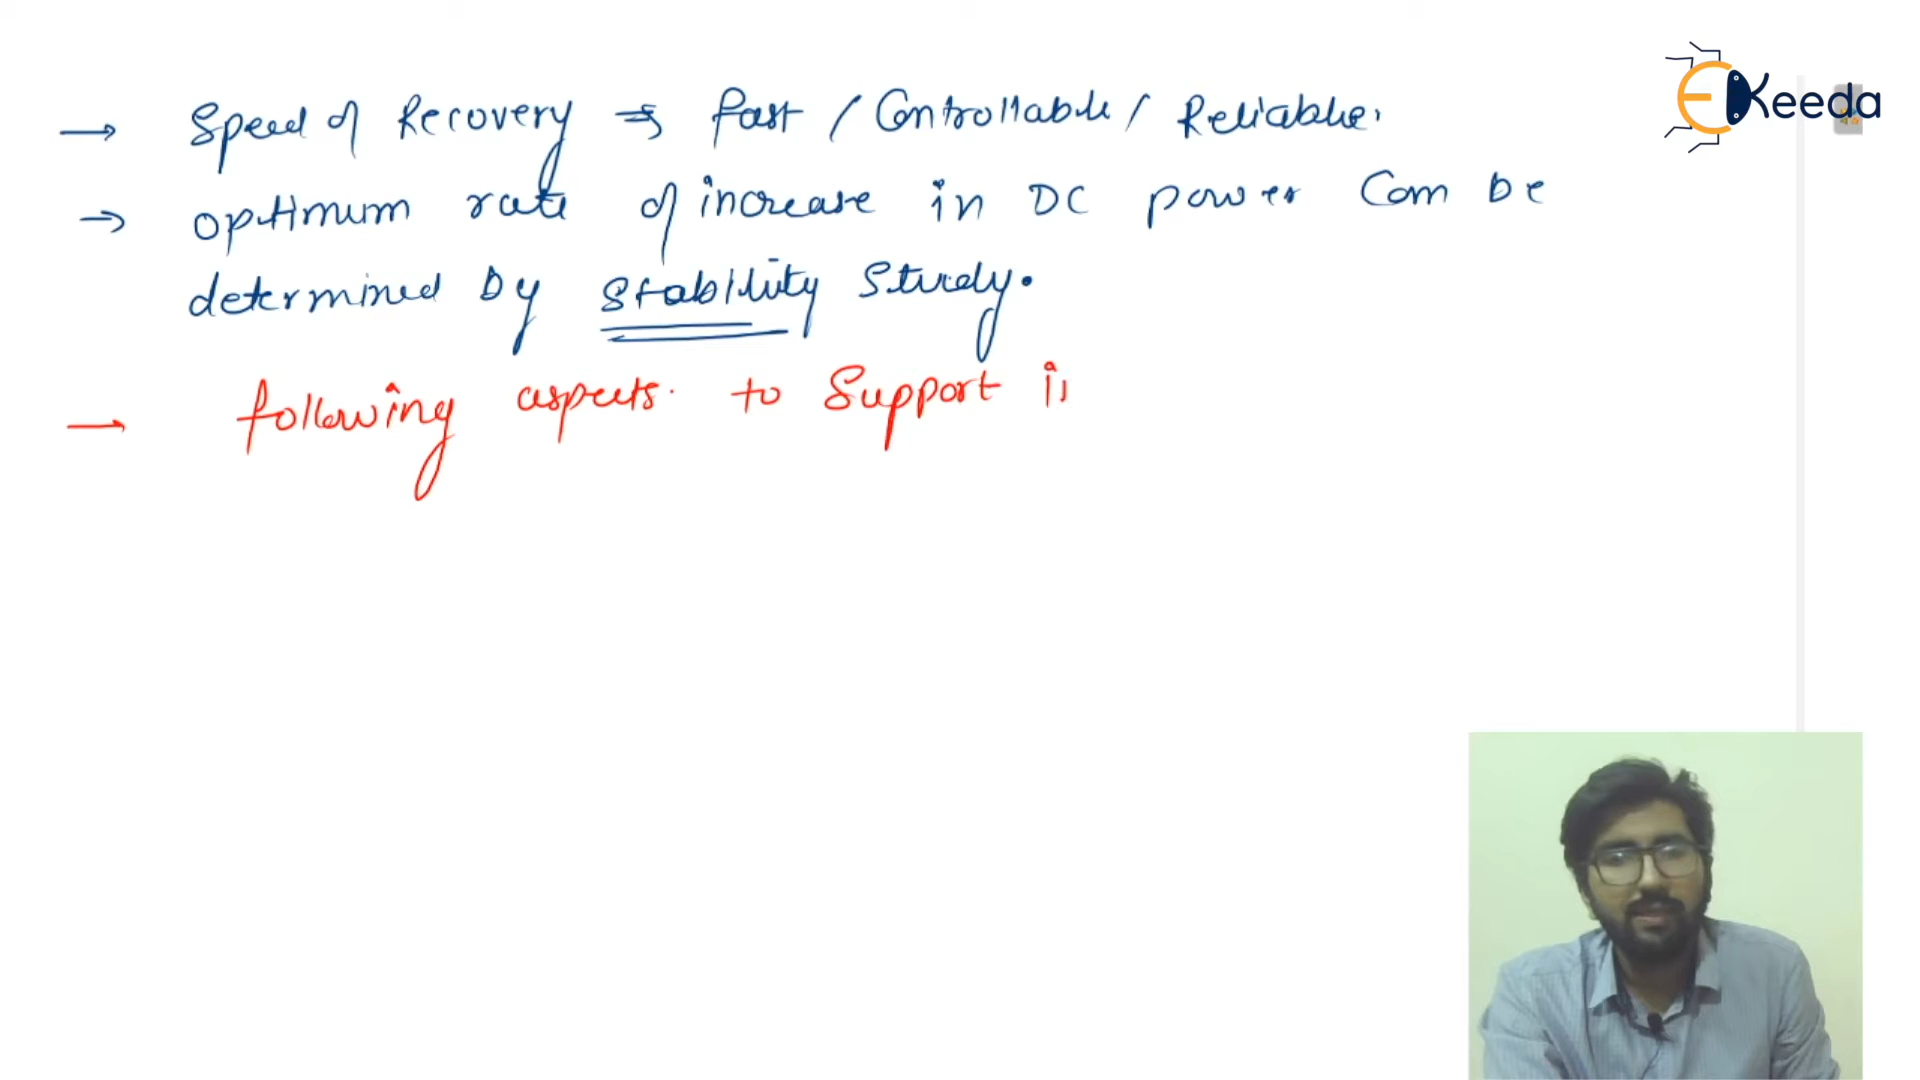 EKeeda
→ Speed of Recovery ⇒ fast / Controllable / Reliable.
→ optimum rate of increase in DC power can be
determined by stability study.
→ following aspects to support is